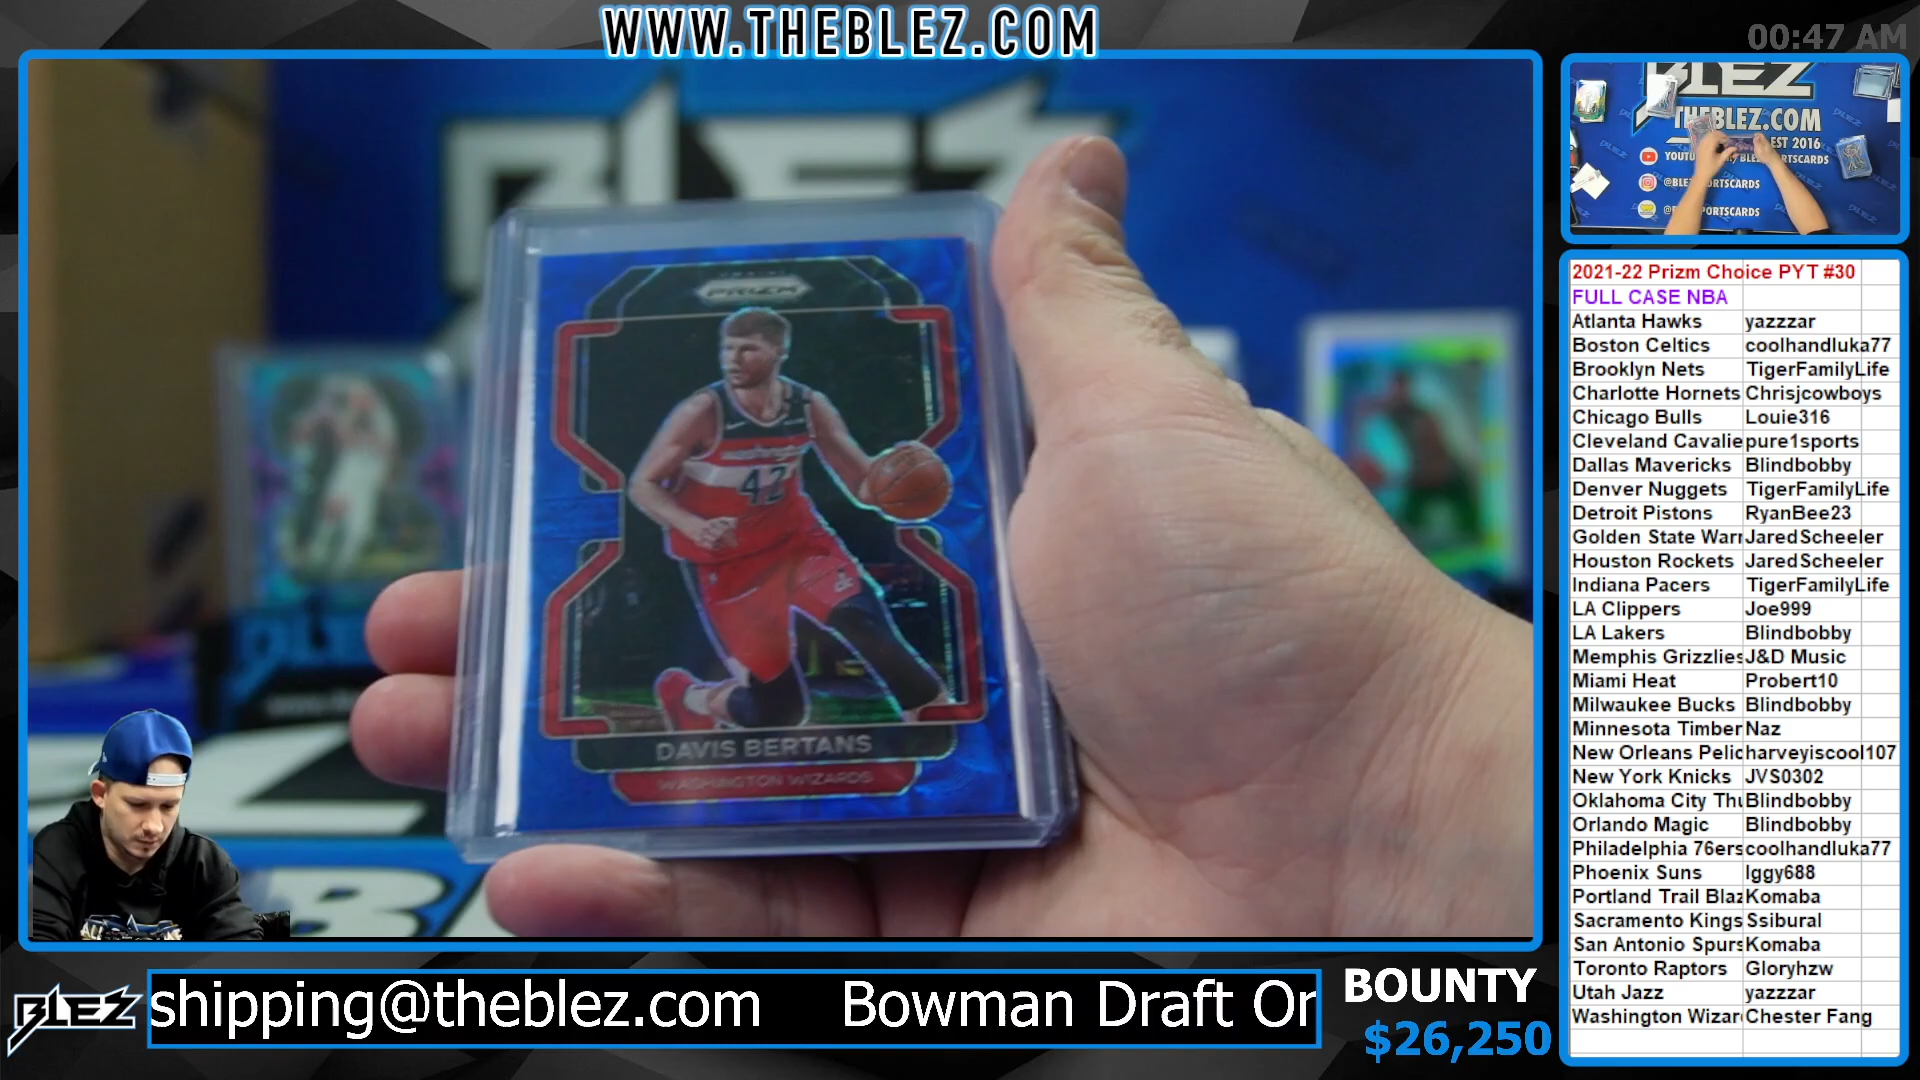 WWW.THEBLEZ.COM
00:47 AM
BLEZ
THEBLEZ.COM
EST 2016
@BLEZ
PANINI
PRIZM
washington
42
DAVIS BERTANS
WASHINGTON WIZARDS
2021-22 Prizm Choice PYT #30
FULL CASE NBA
Atlanta Hawks yazzzar
Boston Celtics coolhandluka77
Brooklyn Nets TigerFamilyLife
Charlotte Hornets Chrisjcowboys
Chicago Bulls Louie316
Cleveland Cavalie pure1sports
Dallas Mavericks Blindbobby
Denver Nuggets TigerFamilyLife
Detroit Pistons RyanBee23
Golden State Warr JaredScheeler
Houston Rockets JaredScheeler
Indiana Pacers TigerFamilyLife
LA Clippers Joe999
LA Lakers Blindbobby
Memphis Grizzlies J&D Music
Miami Heat Probert10
Milwaukee Bucks Blindbobby
Minnesota Timber Naz
New Orleans Pelic harveyiscool107
New York Knicks JVS0302
Oklahoma City Thu Blindbobby
Orlando Magic Blindbobby
Philadelphia 76ers coolhandluka77
Phoenix Suns Iggy688
Portland Trail Blaz Komaba
Sacramento Kings Ssibural
San Antonio Spurs Komaba
Toronto Raptors Gloryhzw
Utah Jazz yazzzar
Washington Wizar Chester Fang
BLEZ
shipping@theblez.com Bowman Draft Or
BOUNTY
$26,250